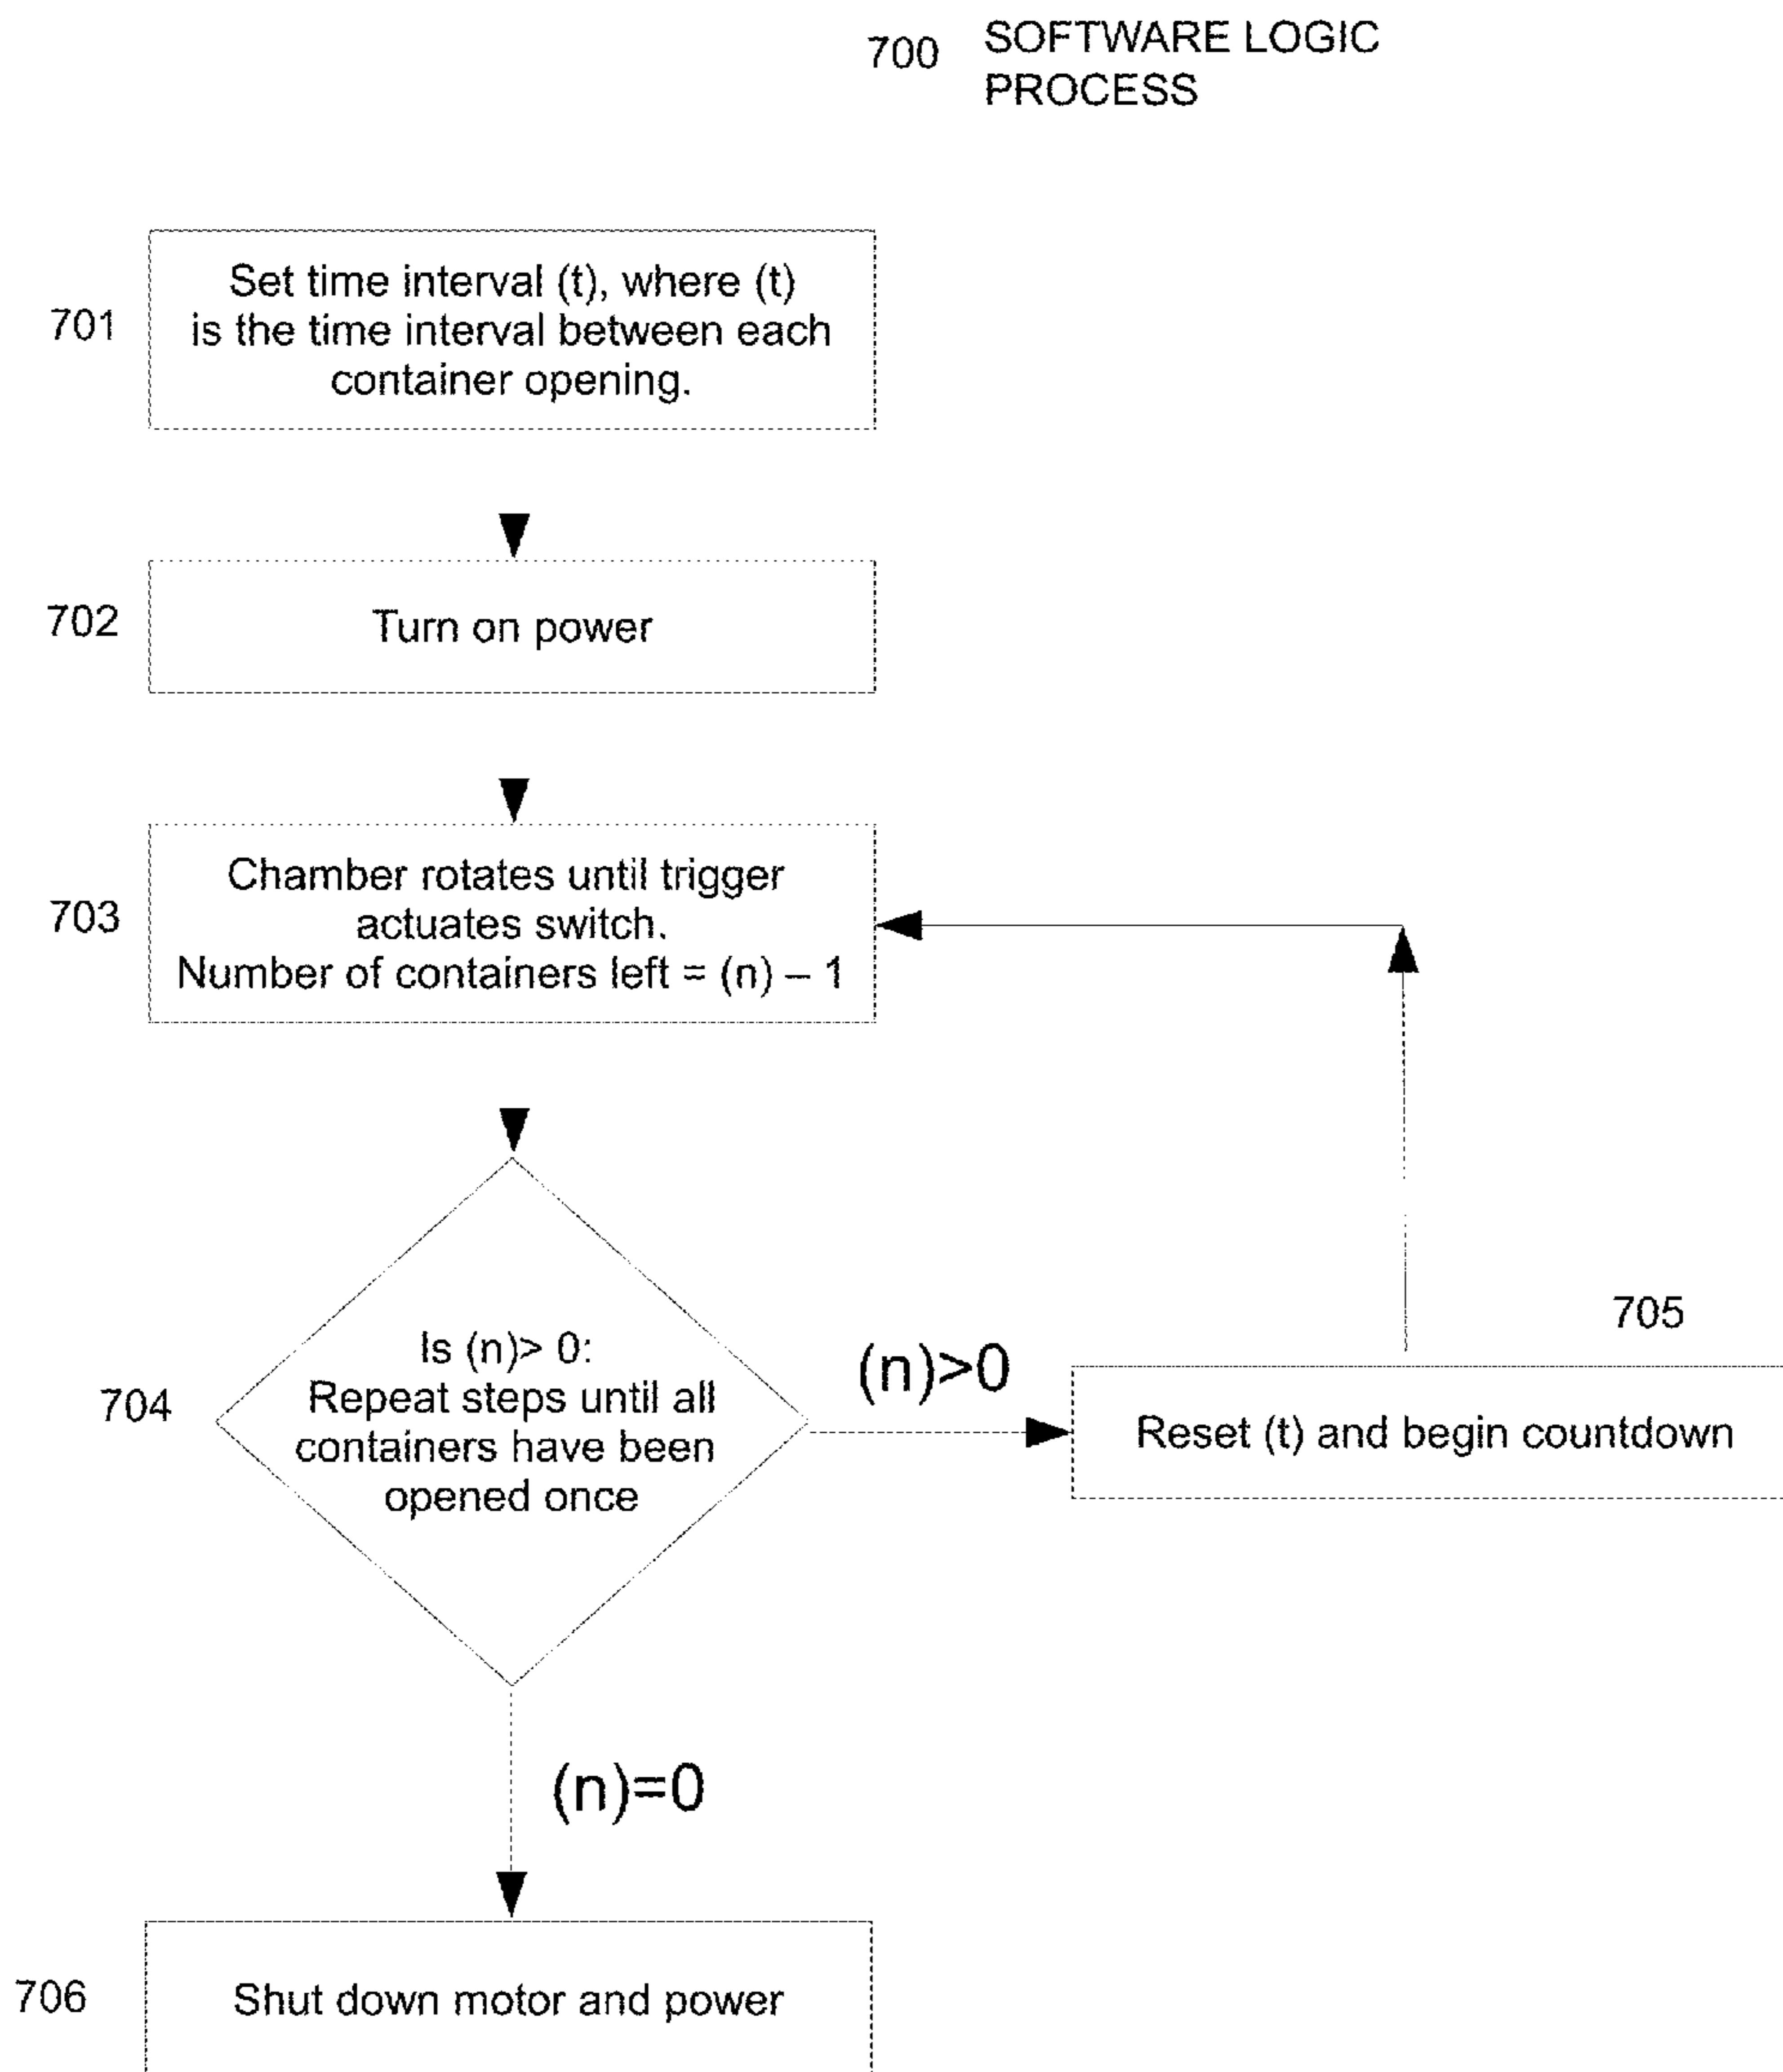 700 SOFTWARE LOGIC
PROCESS
701
Set time interval (t), where (t)
is the time interval between each
container opening.
702
Turn on power
703
Chamber rotates until trigger
actuates switch.
Number of containers left = (n) – 1
704
Is (n)> 0:
Repeat steps until all
containers have been
opened once
(n)>0
705
Reset (t) and begin countdown
(n)=0
706
Shut down motor and power